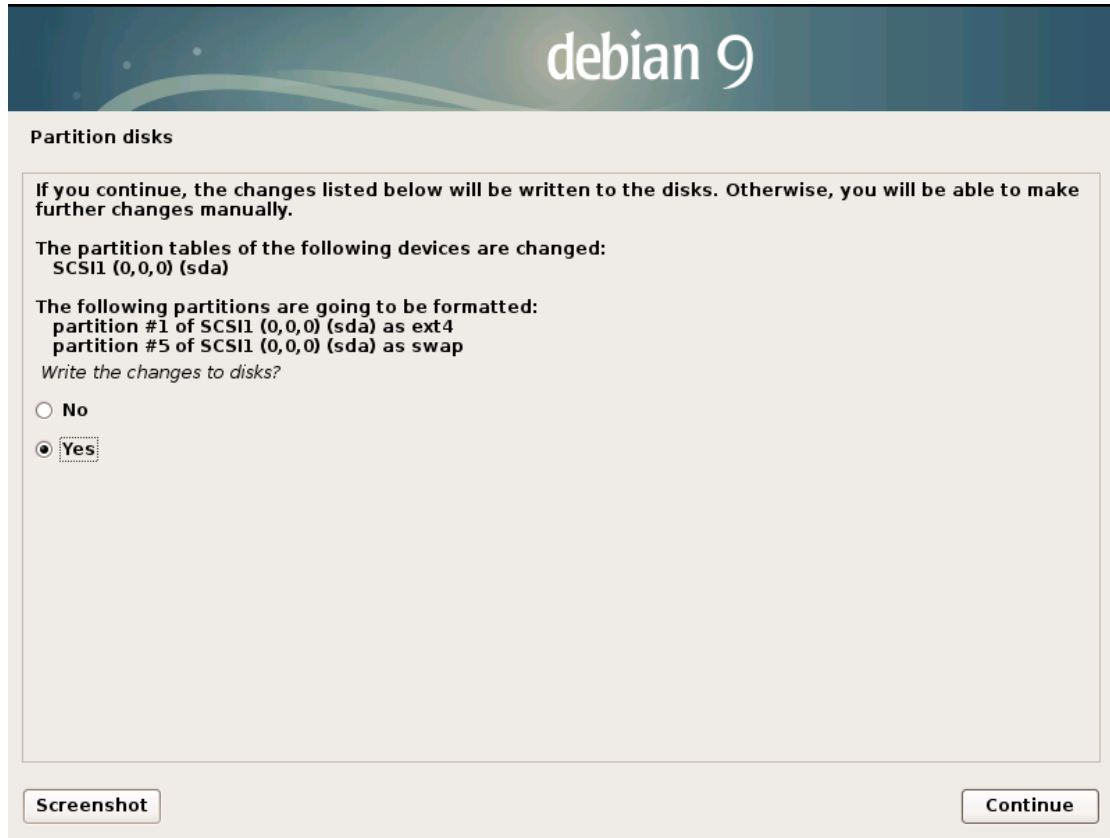 debian 9
Partition disks
If you continue, the changes listed below will be written to the disks. Otherwise, you will be able to make
further changes manually.
The partition tables of the following devices are changed:
SCSI1 (0,0,0) (sda)
The following partitions are going to be formatted:
partition #1 of SCSI1 (0,0,0) (sda) as ext4
partition #5 of SCSI1 (0,0,0) (sda) as swap
Write the changes to disks?
No
Yes
Screenshot
Continue